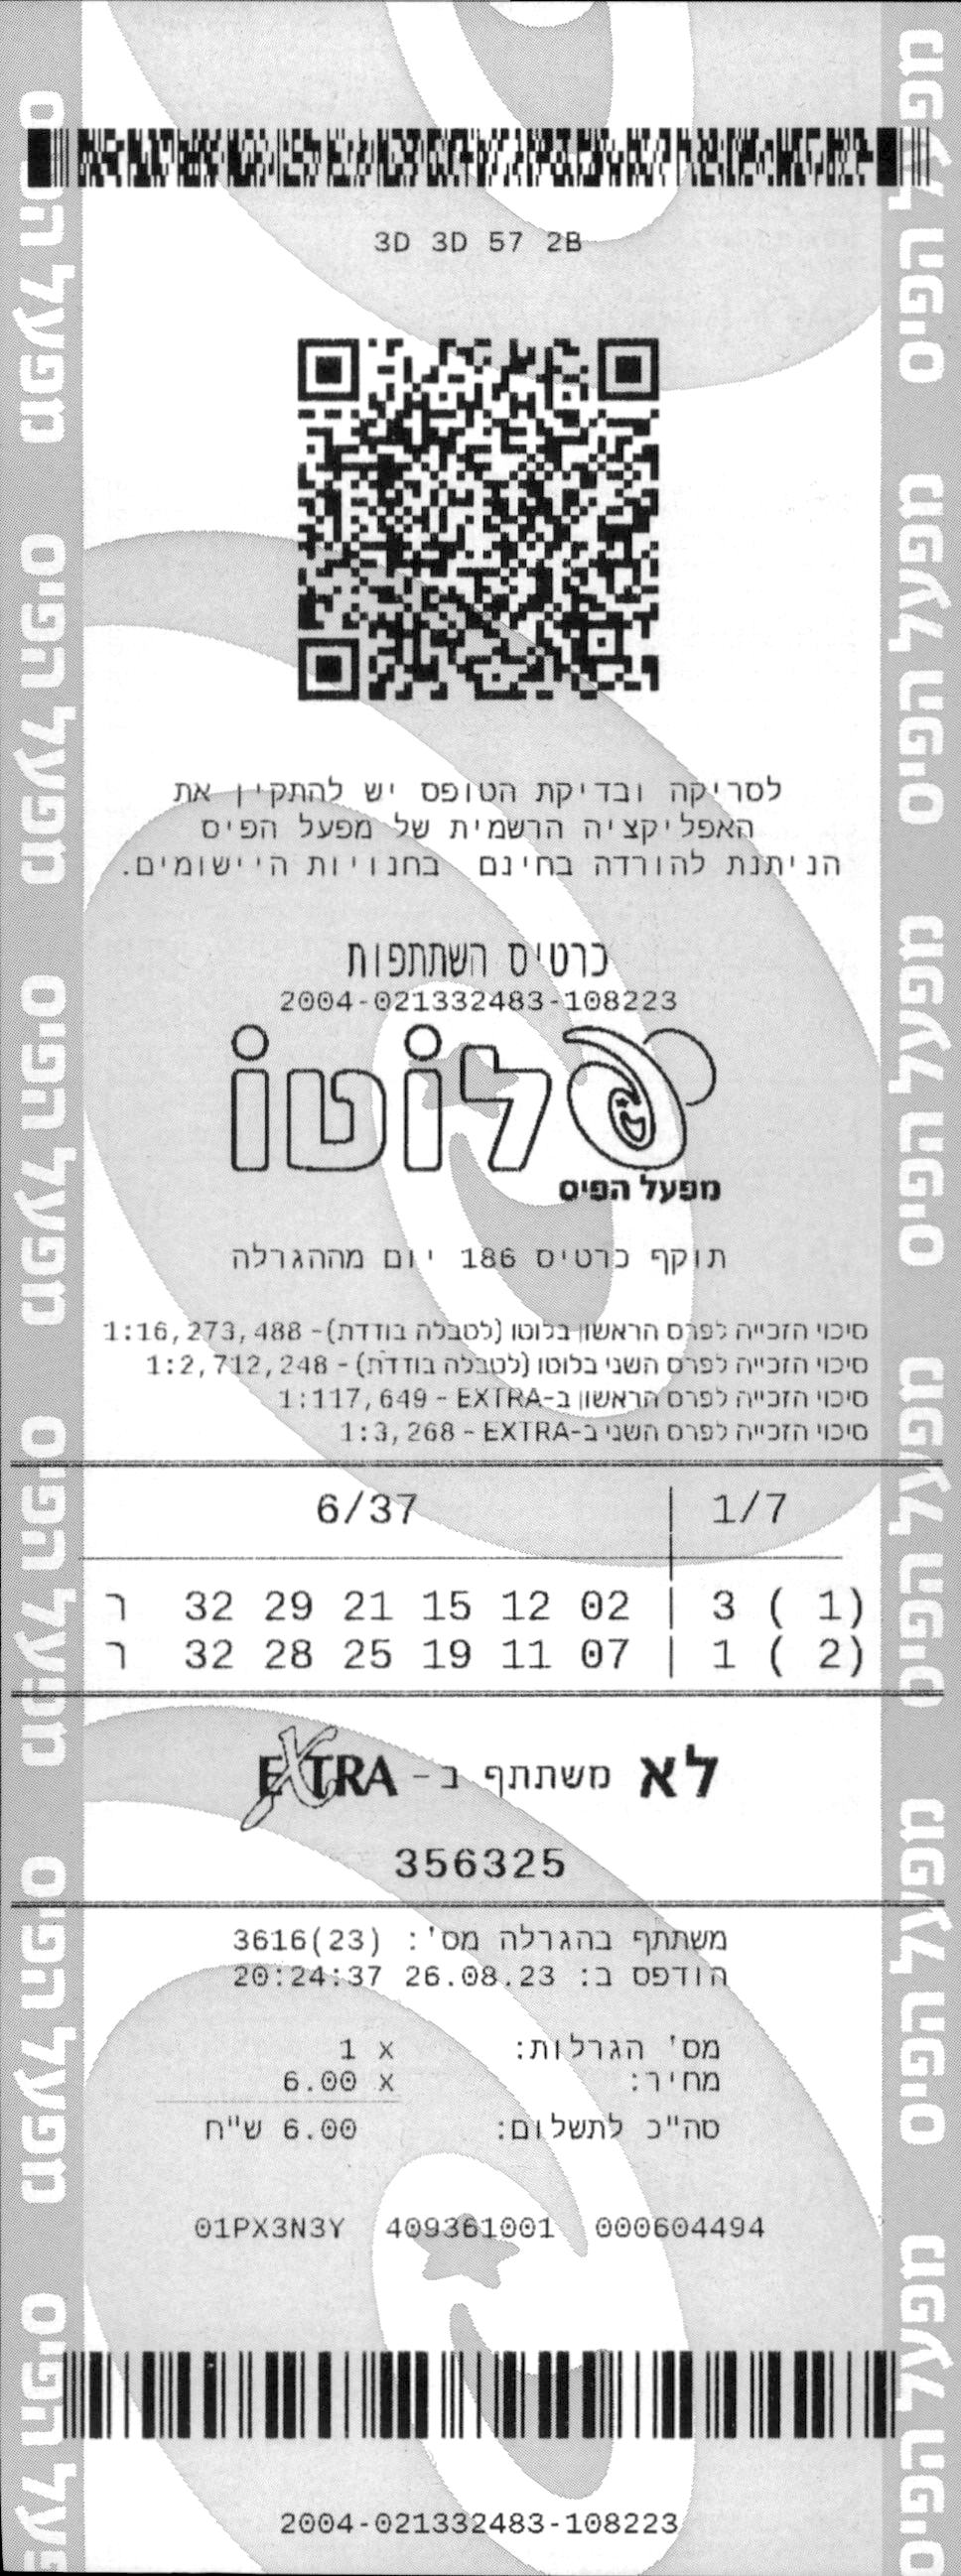 3D 3D 57 2B
לסריקה ובדיקת הטופס יש להתקין את
האפליקציה הרשמית של מפעל הפיס
הניתנת להורדה בחינם בחנויות היישומים.
כרטיס השתתפות
2004-021332483-108223
לוטו
מפעל הפיס
תוקף כרטיס 186 יום מההגרלה
סיכוי הזכייה לפרס הראשון בלוטו (לטבלה בודדת)- 1:16,273,488
סיכוי הזכייה לפרס השני בלוטו (לטבלה בודדת) - 1:2,712,248
סיכוי הזכייה לפרס הראשון ב-EXTRA - 1:117,649
סיכוי הזכייה לפרס השני ב-EXTRA - 1:3,268
6/37 | 1/7
ר 32 29 21 15 12 02 | 3 ( 1)
ר 32 28 25 19 11 07 | 1 ( 2)
לא משתתף ב - EXTRA
356325
משתתף בהגרלה מס': 3616(23)
הודפס ב: 26.08.23 20:24:37
מס' הגרלות: 1 x
מחיר: 6.00 x
סה"כ לתשלום: 6.00 ש"ח
01PX3N3Y 409361001 000604494
2004-021332483-108223
מפעל הפיס מפעל הפיס מפעל הפיס מפעל הפיס מפעל הפיס מפעל הפיס
מפעל הפיס מפעל הפיס מפעל הפיס מפעל הפיס מפעל הפיס